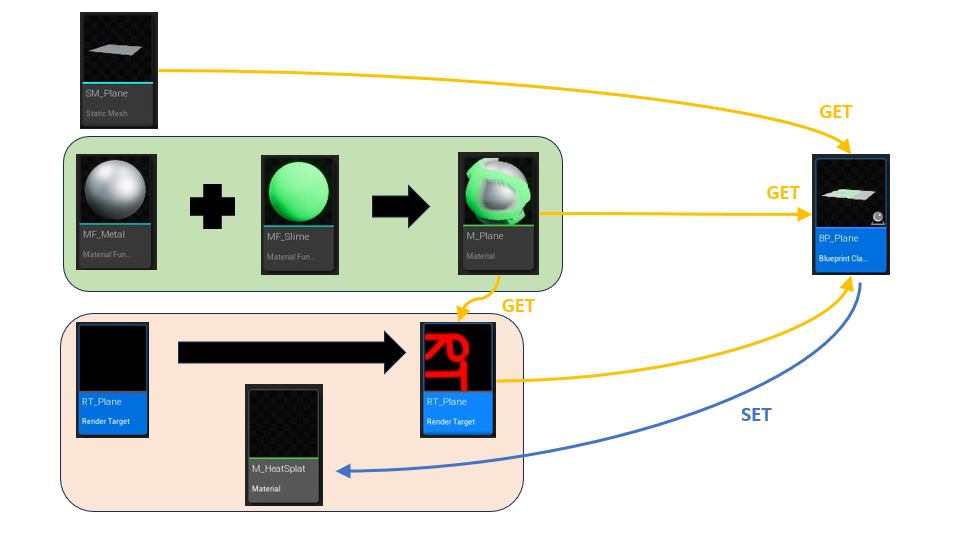 SM_Plane
Static Mesh
GET
MF_Metal
Material Fun...
MF_Slime
Material Fun...
M_Plane
Material
GET
BP_Plane
Blueprint Cla...
GET
RT_Plane
Render Target
RT
RT_Plane
Render Target
M_HeatSplat
Material
SET